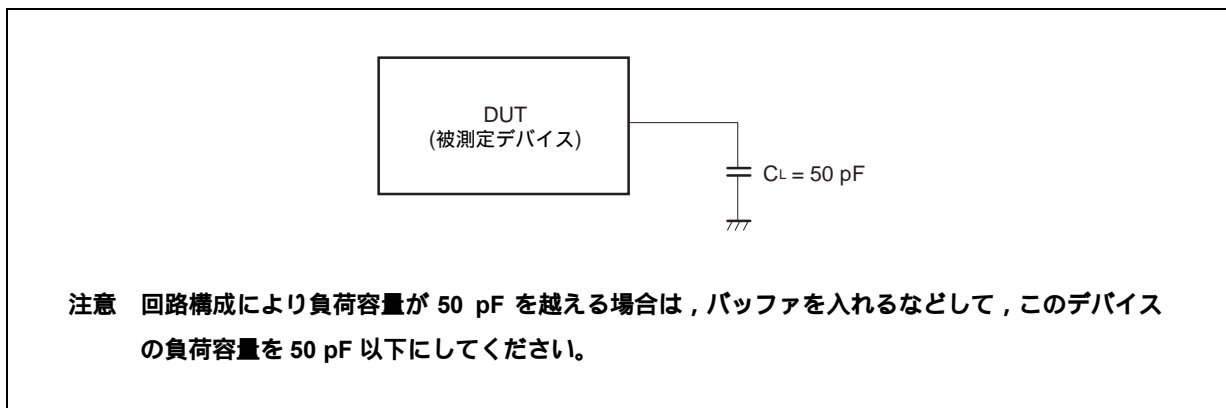 DUT
(被測定デバイス)
CL = 50 pF
注意　回路構成により負荷容量が 50 pF を越える場合は，バッファを入れるなどして，このデバイス
の負荷容量を 50 pF 以下にしてください。